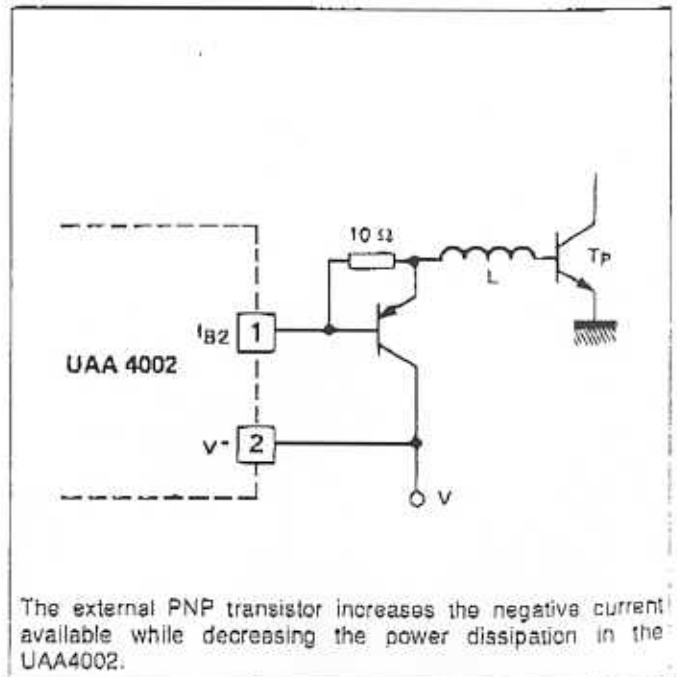 10 Ω
L
TP
IB2
1
UAA 4002
V-
2
V
The external PNP transistor increases the negative current
available while decreasing the power dissipation in the
UAA4002.